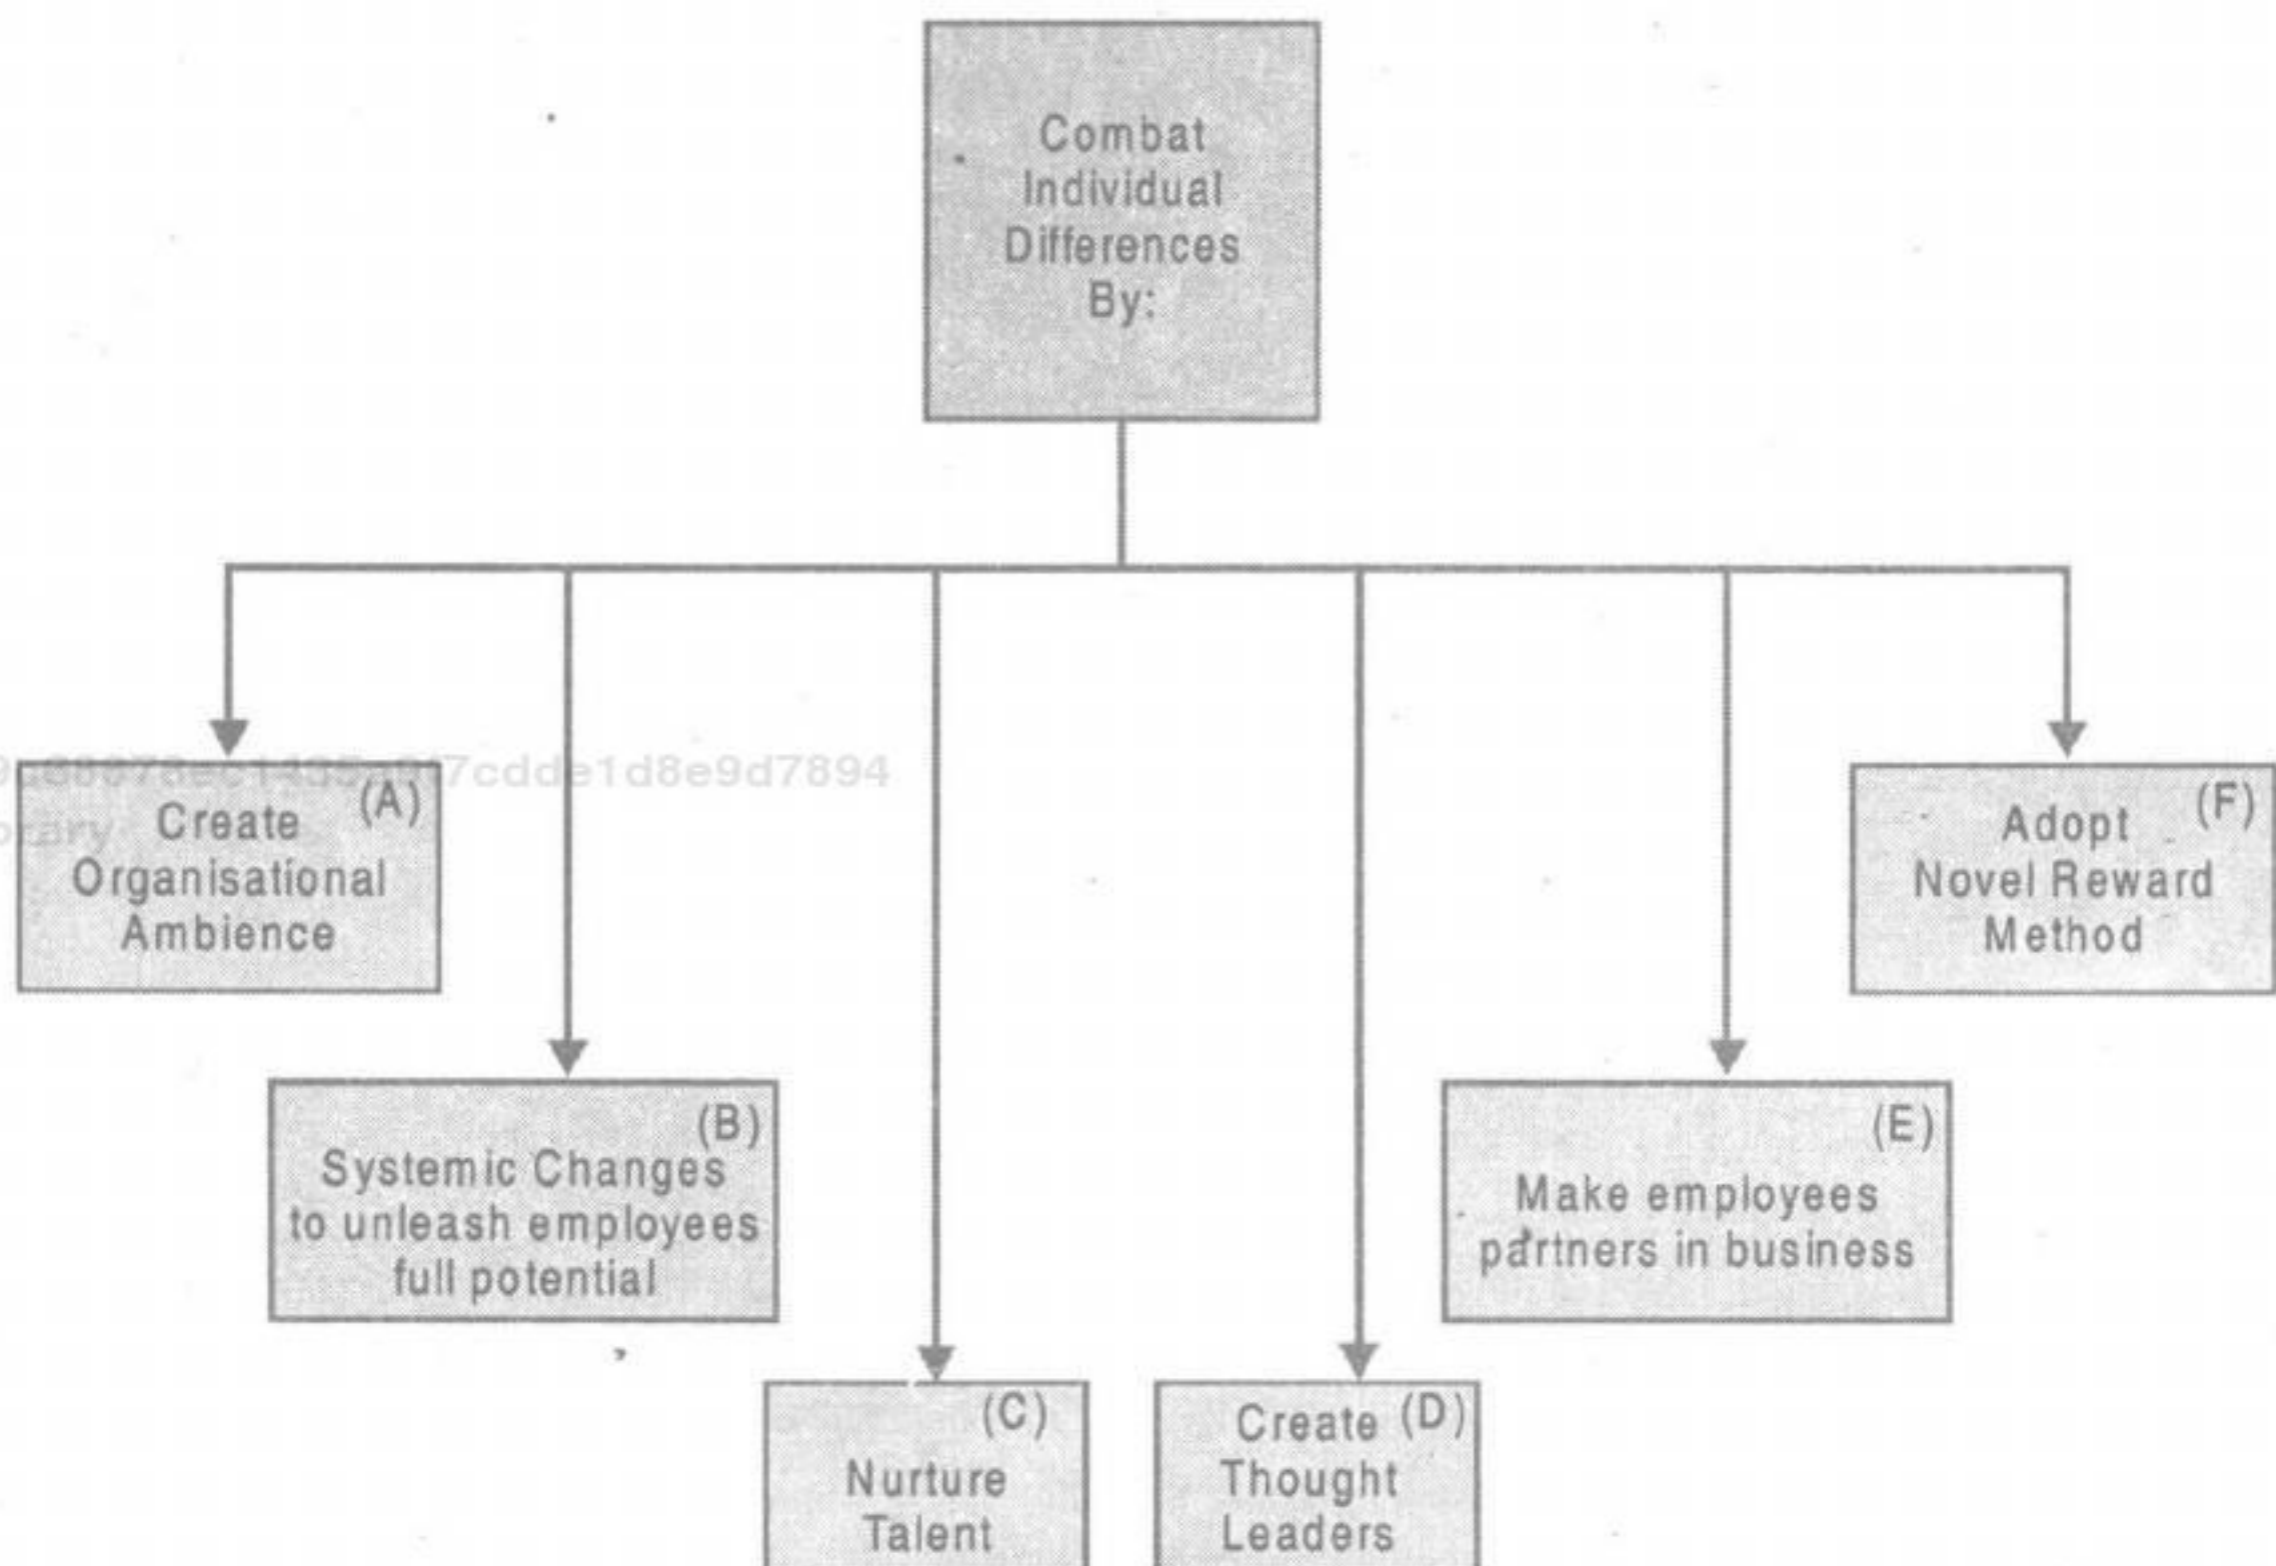 Combat
Individual
Differences
By:
7cdde1d8e9d7894
(A)
Create
Organisational
Ambience
(F)
Adopt
Novel Reward
Method
(B)
Systemic Changes
to unleash employees
full potential
(E)
Make employees
partners in business
(C)
Nurture
Talent
(D)
Create
Thought
Leaders